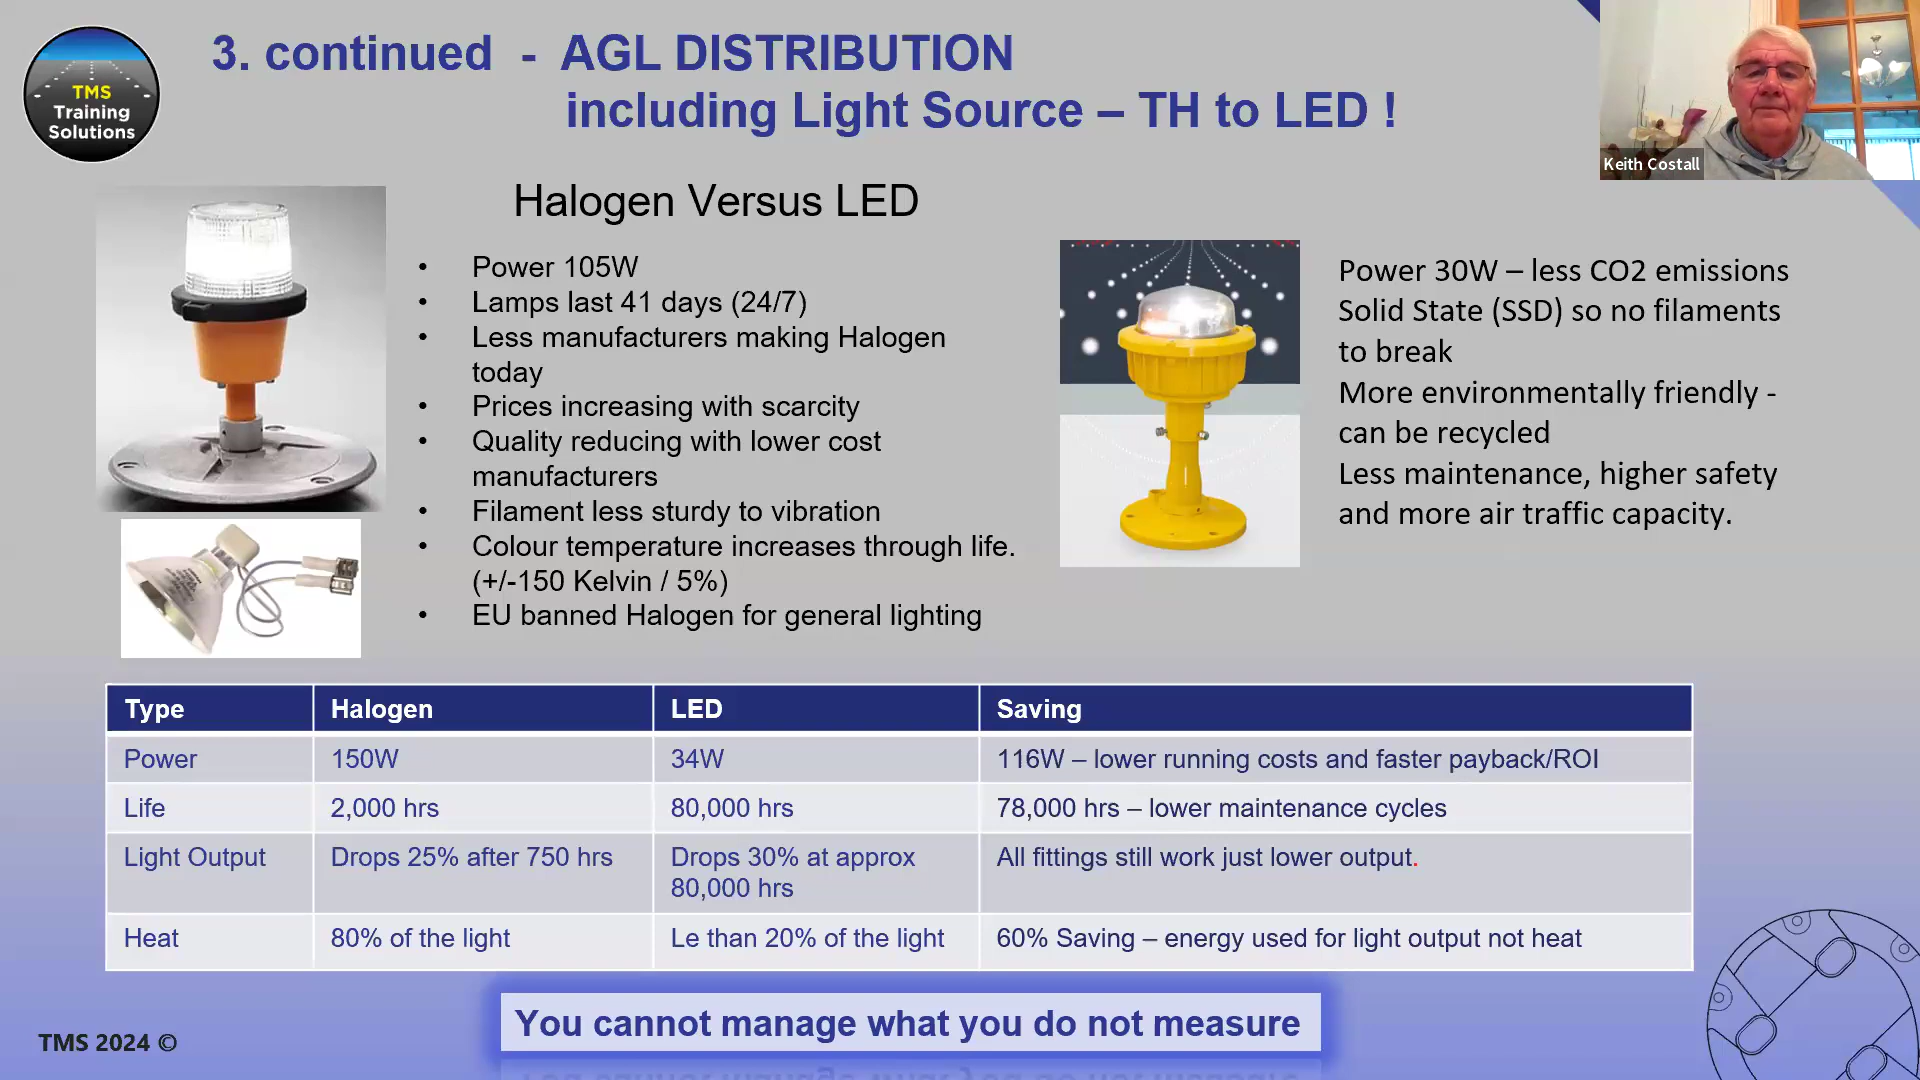 TMS
Training
Solutions
3. continued - AGL DISTRIBUTION
including Light Source – TH to LED !
Keith Costall
Halogen Versus LED
• Power 105W
• Lamps last 41 days (24/7)
• Less manufacturers making Halogen
today
• Prices increasing with scarcity
• Quality reducing with lower cost
manufacturers
• Filament less sturdy to vibration
• Colour temperature increases through life.
(+/-150 Kelvin / 5%)
• EU banned Halogen for general lighting
Power 30W – less CO2 emissions
Solid State (SSD) so no filaments
to break
More environmentally friendly -
can be recycled
Less maintenance, higher safety
and more air traffic capacity.
Type Halogen LED Saving
Power 150W 34W 116W – lower running costs and faster payback/ROI
Life 2,000 hrs 80,000 hrs 78,000 hrs – lower maintenance cycles
Light Output Drops 25% after 750 hrs Drops 30% at approx All fittings still work just lower output.
80,000 hrs
Heat 80% of the light Le than 20% of the light 60% Saving – energy used for light output not heat
You cannot manage what you do not measure
TMS 2024 ©